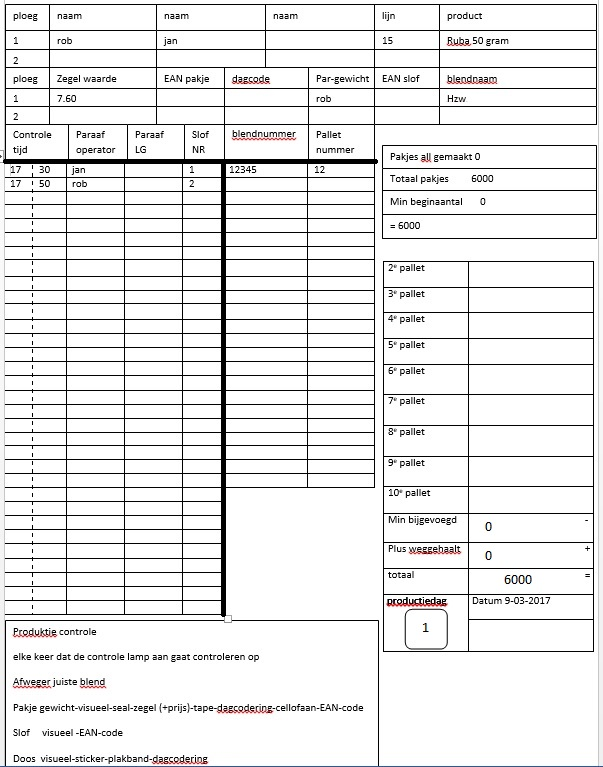 ploeg naam naam naam lijn product
1 rob jan 15 Ruba,50 gram
2
ploeg Zegel waarde EAN pakje dagcode Par-gewicht EAN slof blendnaam
1 7.60 rob Hzw
2
Controle tijd Paraaf operator Paraaf LG Slof NR blendnummer Pallet nummer
17 30 jan 1 12345 12
17 50 rob 2
Pakjes all gemaakt 0
Totaal pakjes 6000
Min beginaantal 0
= 6000
2e pallet
3e pallet
4e pallet
5e pallet
6e pallet
7e pallet
8e pallet
9e pallet
10e pallet
Min bijgevoegd 0 -
Plus weggehaalt 0 +
totaal 6000 =
productiedag Datum 9-03-2017
1
Produktie controle
elke keer dat de controle lamp aan gaat controleren op
Afweger juiste blend
Pakje gewicht-visueel-seal-zegel (+prijs)-tape-dagcodering-cellofaan-EAN-code
Slof visueel -EAN-code
Doos visueel-sticker-plakband-dagcodering